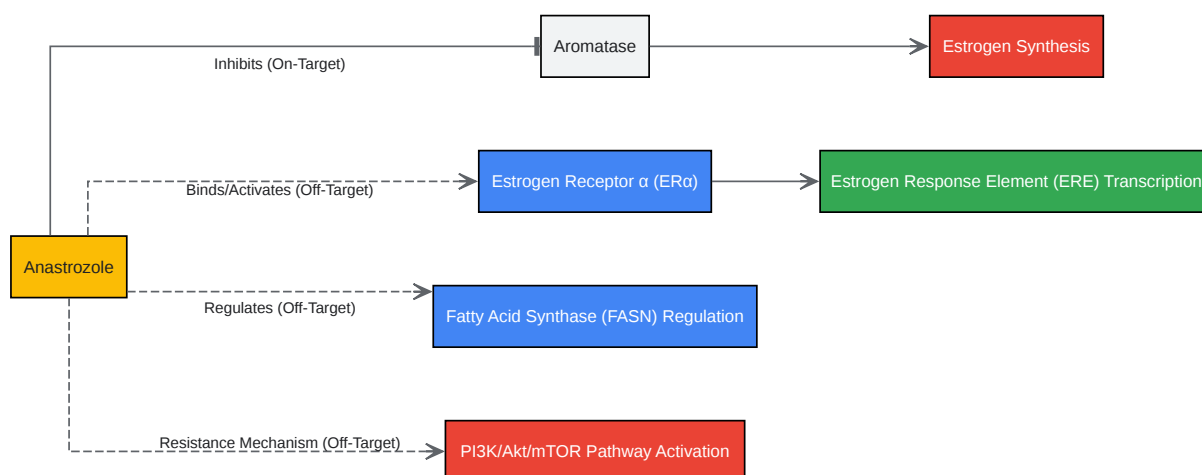 Aromatase
Estrogen Synthesis
Inhibits (On-Target)
Estrogen Receptor α (ERα)
Estrogen Response Element (ERE) Transcription
Binds/Activates (Off-Target)
Anastrozole
Regulates (Off-Target)
Fatty Acid Synthase (FASN) Regulation
Resistance Mechanism (Off-Target)
PI3K/Akt/mTOR Pathway Activation